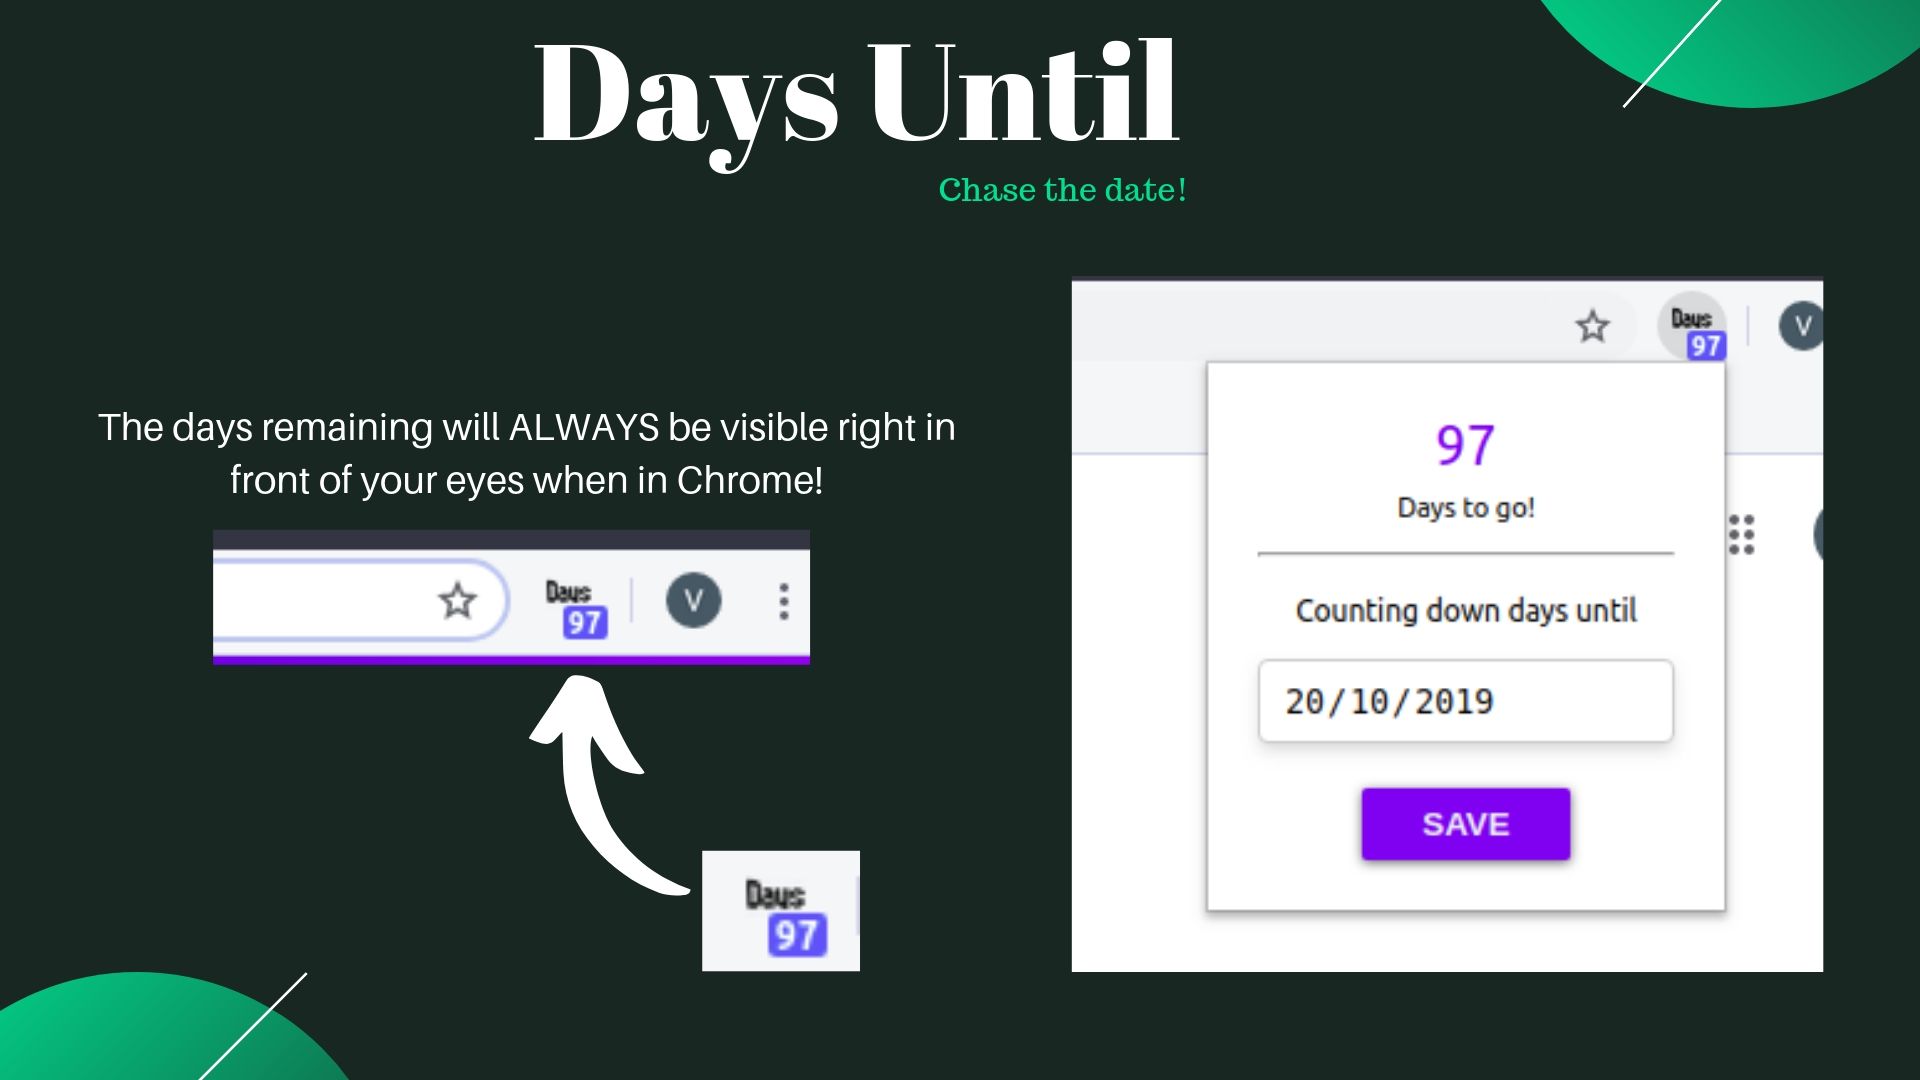 Days Until
Chase the date!
The days remaining will ALWAYS be visible right in
front of your eyes when in Chrome!
Days
97
V
Days
97
Days
97
V
97
Days to go!
Counting down days until
20/10/2019
SAVE